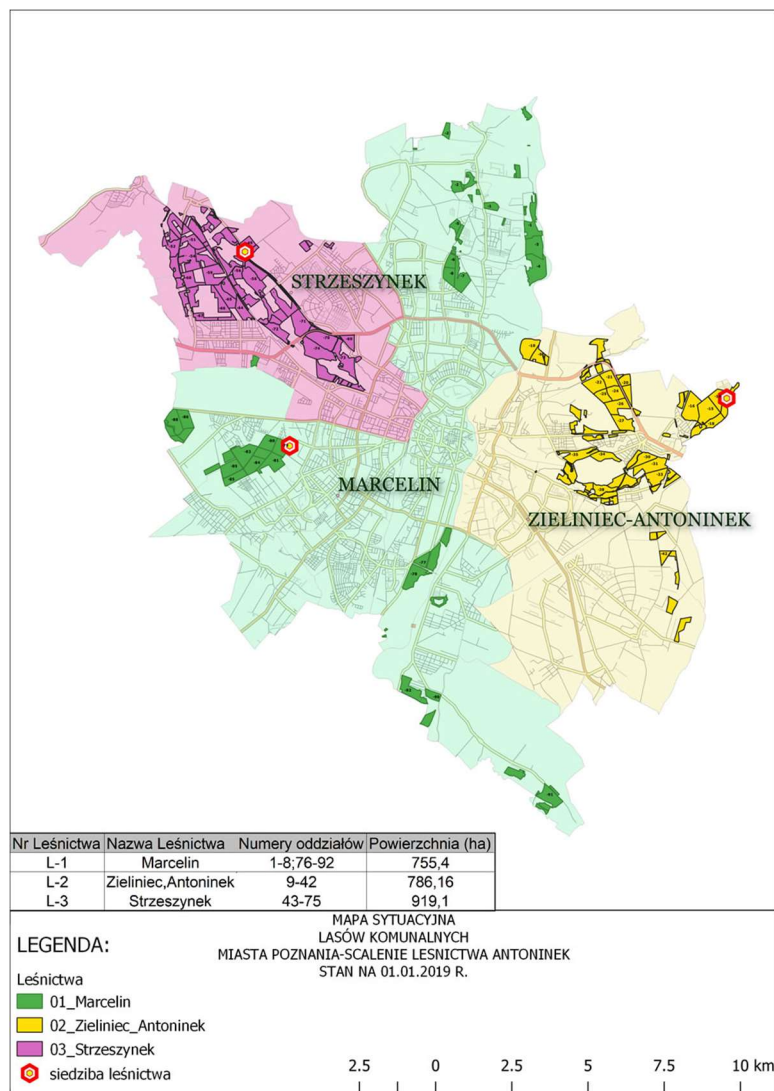 STRZESZYNEK
MARCELIN
ZIELINIEC-ANTONINEK
Nr Leśnictwa Nazwa Leśnictwa Numery oddziałów Powierzchnia (ha)
L-1 Marcelin 1-8;76-92 755,4
L-2 Zieliniec,Antoninek 9-42 786,16
L-3 Strzeszynek 43-75 919,1
MAPA SYTUACYJNA
LASÓW KOMUNALNYCH
MIASTA POZNANIA-SCALENIE LESNICTWA ANTONINEK
STAN NA 01.01.2019 R.
LEGENDA:
Leśnictwa
01_Marcelin
02_Zieliniec_Antoninek
03_Strzeszynek
siedziba leśnictwa
2.5 0 2.5 5 7.5 10 km